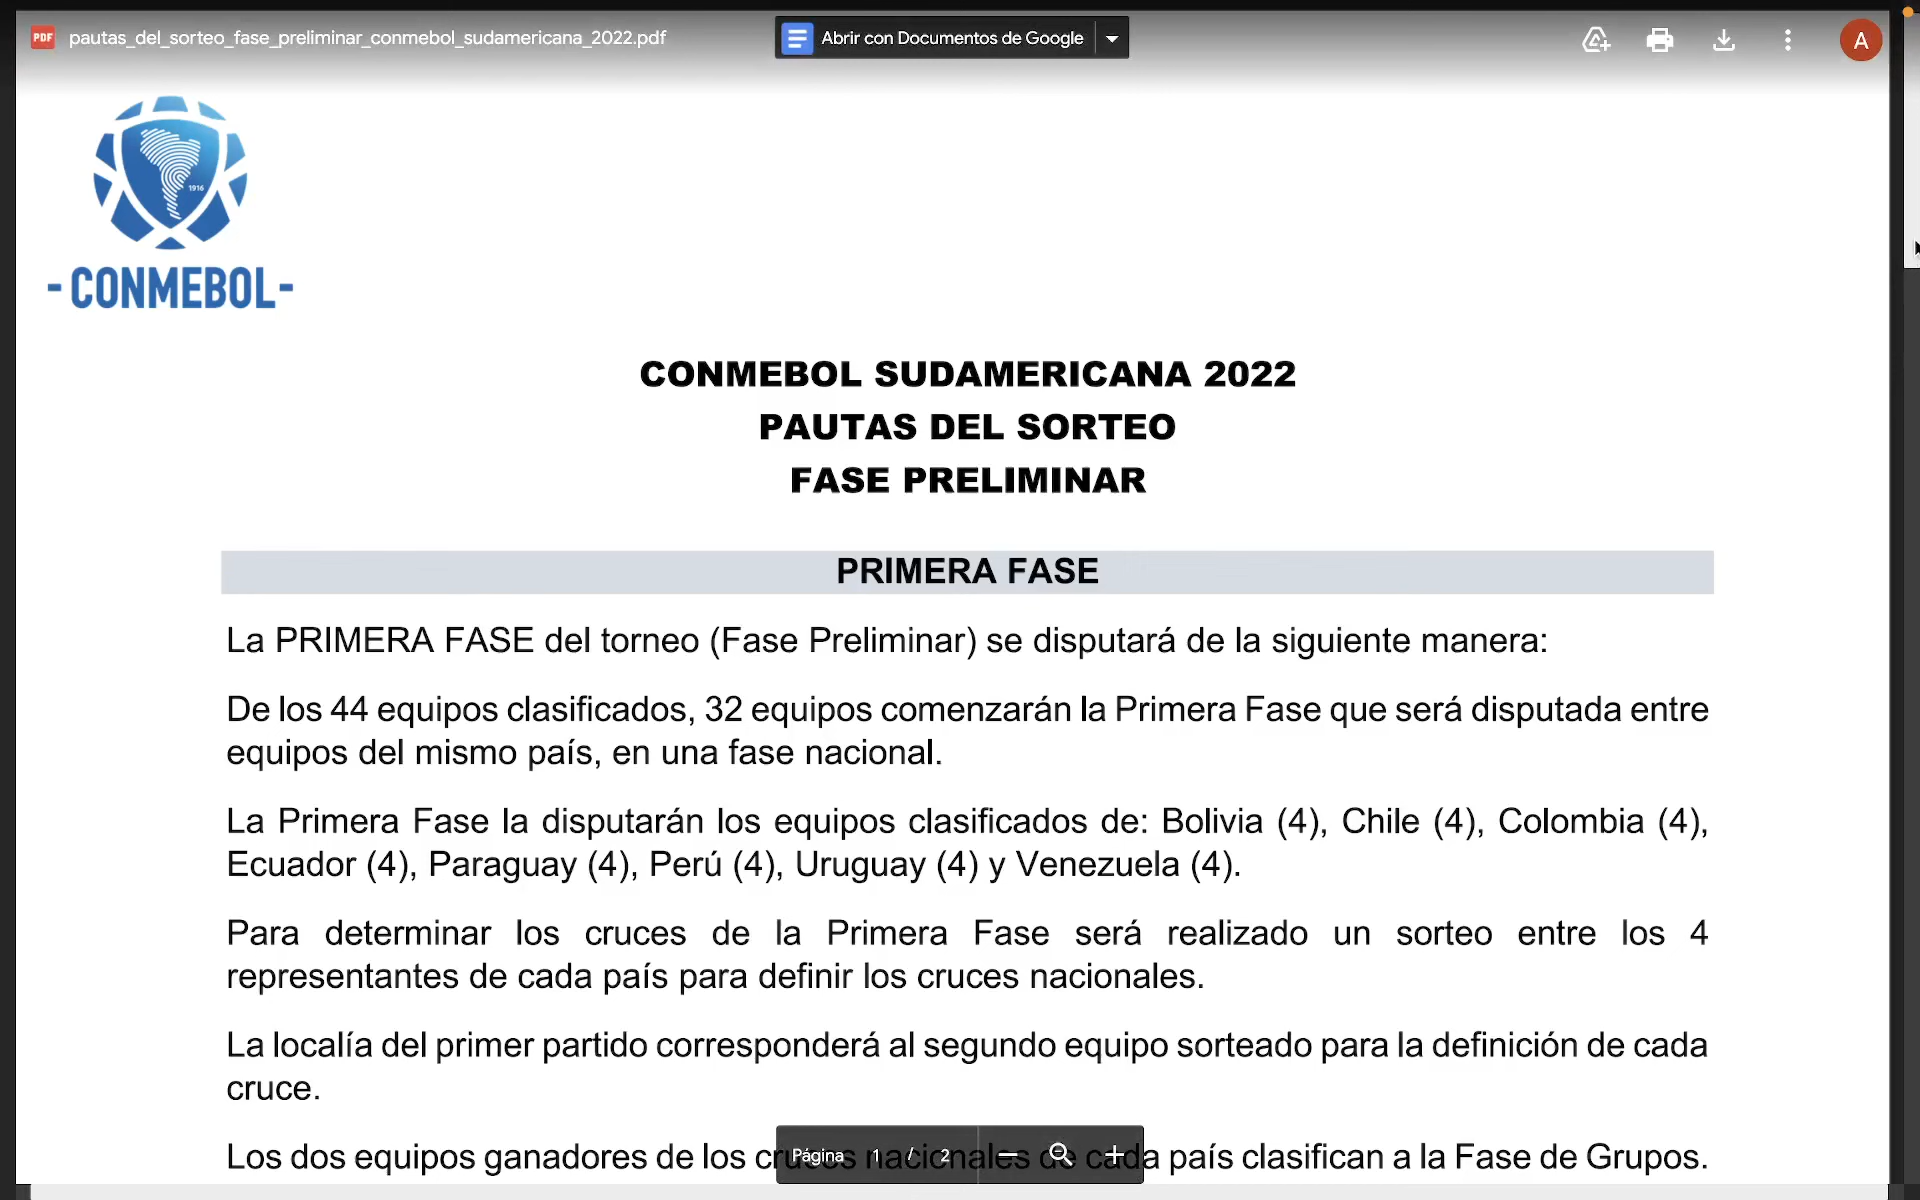 PDF pautas_del_sorteo_fase_preliminar_conmebol_sudamericana_2022.pdf
Abrir con Documentos de Google
A
1916
-CONMEBOL-
CONMEBOL SUDAMERICANA 2022
PAUTAS DEL SORTEO
FASE PRELIMINAR
PRIMERA FASE
La PRIMERA FASE del torneo (Fase Preliminar) se disputará de la siguiente manera:
De los 44 equipos clasificados, 32 equipos comenzarán la Primera Fase que será disputada entre
equipos del mismo país, en una fase nacional.
La Primera Fase la disputarán los equipos clasificados de: Bolivia (4), Chile (4), Colombia (4),
Ecuador (4), Paraguay (4), Perú (4), Uruguay (4) y Venezuela (4).
Para determinar los cruces de la Primera Fase será realizado un sorteo entre los 4
representantes de cada país para definir los cruces nacionales.
La localía del primer partido corresponderá al segundo equipo sorteado para la definición de cada
cruce.
Los dos equipos ganadores de los cruces nacionales de cada país clasifican a la Fase de Grupos.
Página 1 / 2